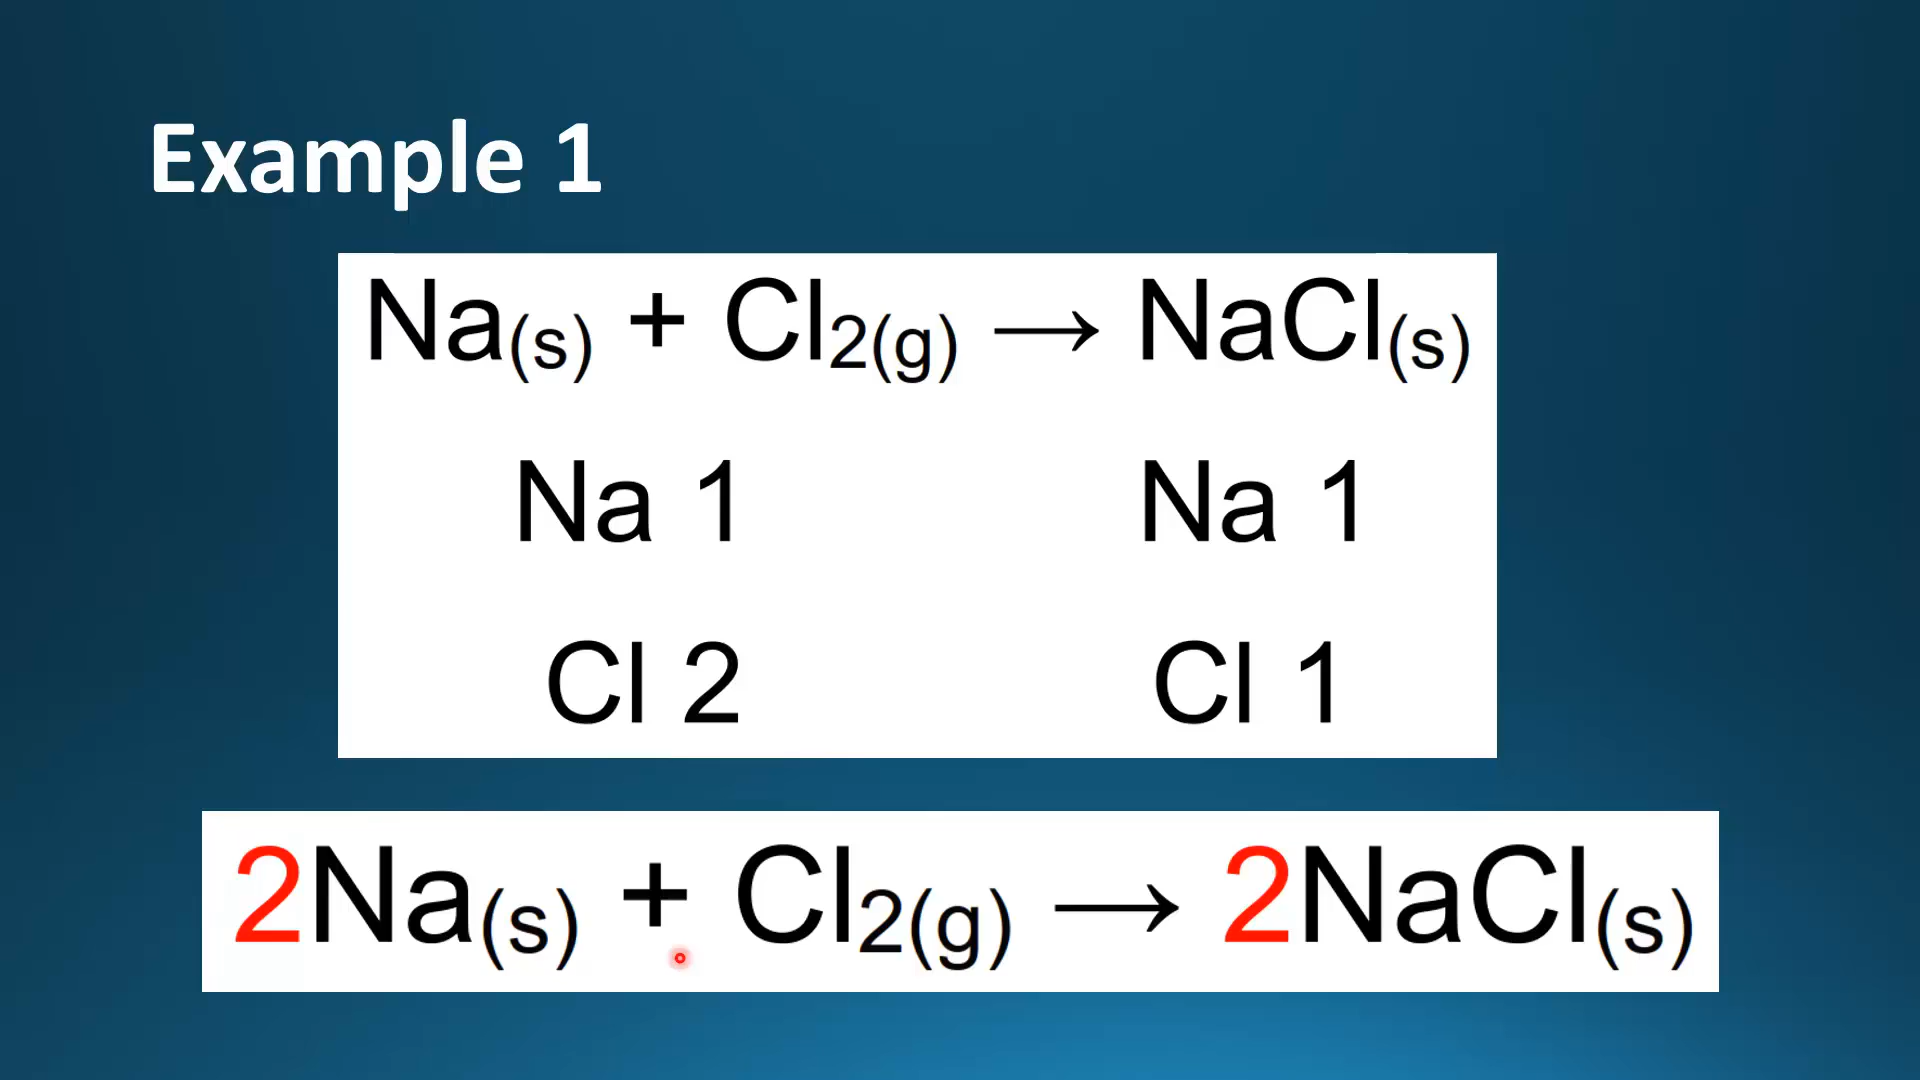 Example 1
Na(s) + Cl2(g) → NaCl(s)
Na 1 Na 1
Cl 2 Cl 1
2Na(s) + Cl2(g) → 2NaCl(s)